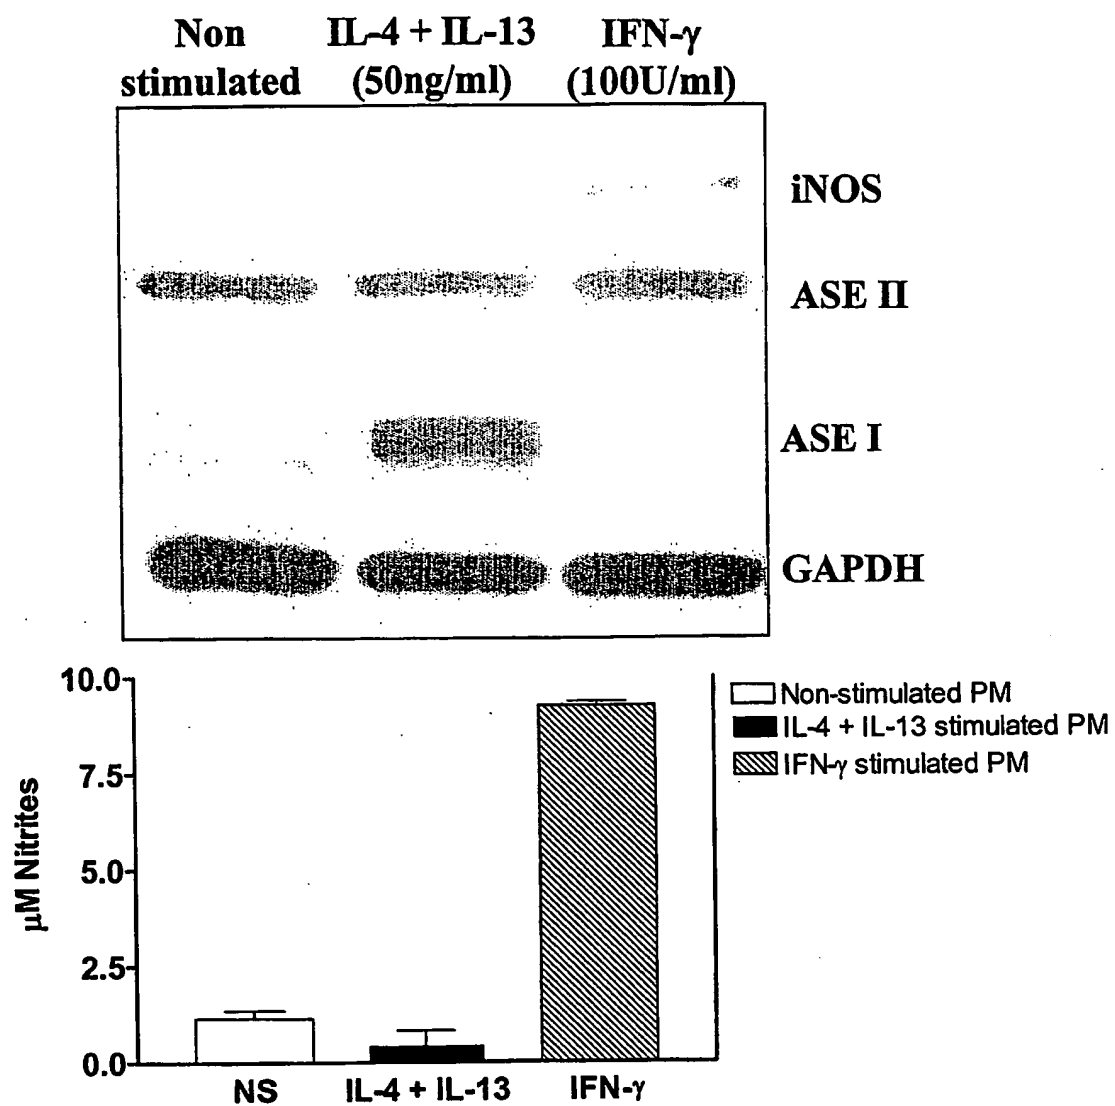 Non stimulated
IL-4 + IL-13 (50ng/ml)
IFN-γ (100U/ml)
iNOS
ASE II
ASE I
GAPDH
10.0
7.5
5.0
2.5
0.0
μM Nitrites
NS
IL-4 + IL-13
IFN-γ
Non-stimulated PM
IL-4 + IL-13 stimulated PM
IFN-γ stimulated PM